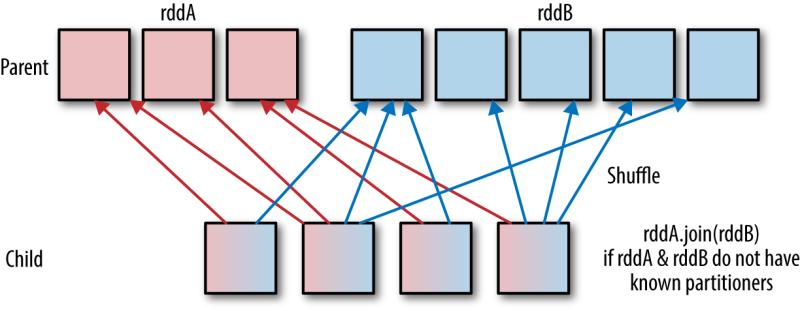 rddA
rddB
Parent
Shuffle
Child
rddA.join(rddB)
if rddA & rddB do not have
known partitioners